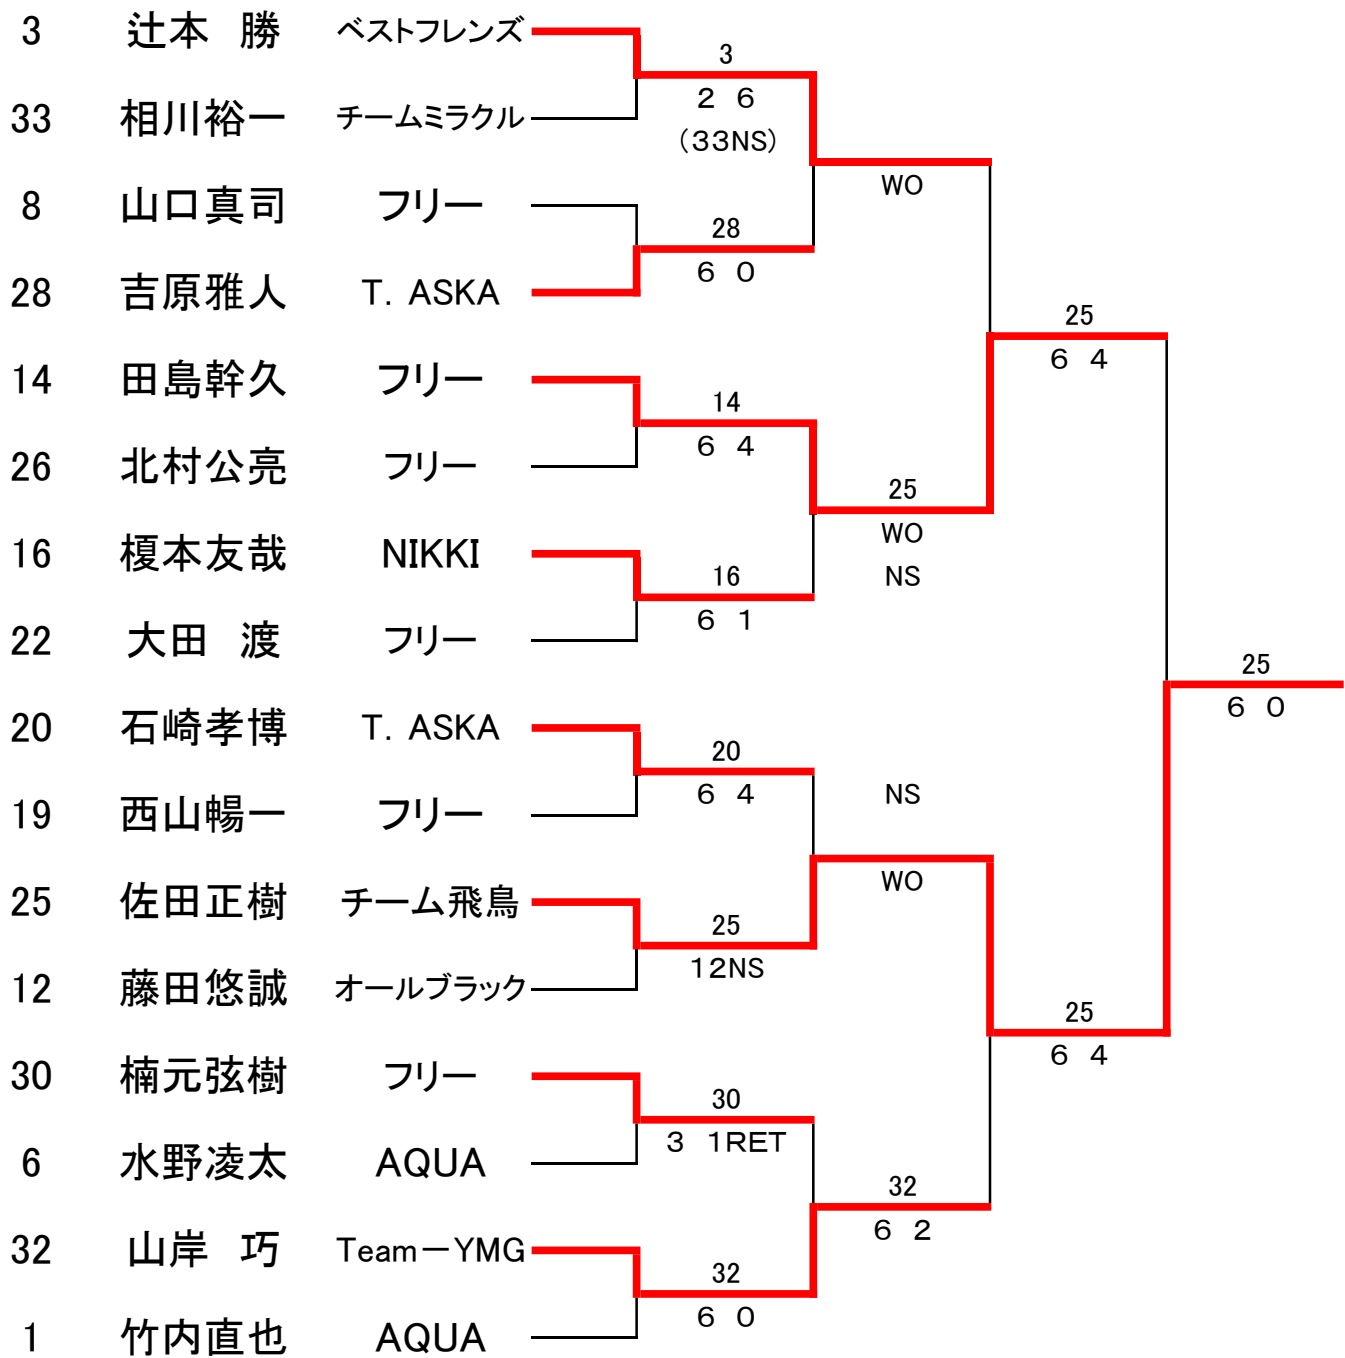 3 辻本 勝 ベストフレンズ
3
33 相川裕一 チームミラクル
2 6
(33NS)
WO
8 山口真司 フリー
28
6 0
28 吉原雅人 T. ASKA
25
6 4
14 田島幹久 フリー
14
6 4
26 北村公亮 フリー
25
WO
NS
16 榎本友哉 NIKKI
16
6 1
22 大田 渡 フリー
25
6 0
20 石崎孝博 T. ASKA
20
6 4
NS
19 西山暢一 フリー
WO
25 佐田正樹 チーム飛鳥
25
12NS
12 藤田悠誠 オールブラック
25
6 4
30 楠元弦樹 フリー
30
3 1RET
6 水野凌太 AQUA
32
6 2
32 山岸 巧 Team－YMG
32
6 0
1 竹内直也 AQUA